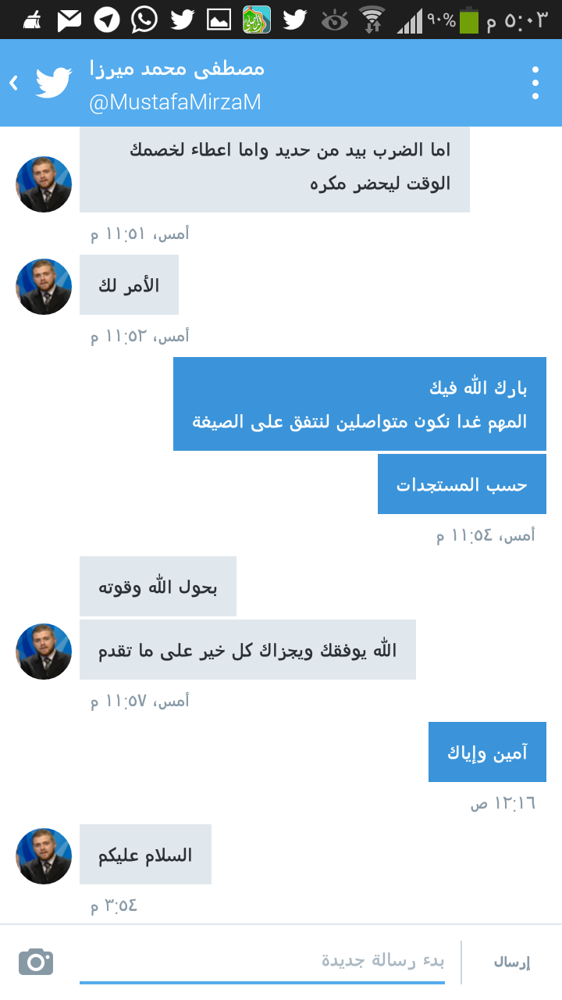 ٩٠% ٥:٠٣ م
مصطفى محمد ميرزا
@MustafaMirzaM
اما الضرب بيد من حديد واما اعطاء لخصمك
الوقت ليحضر مكره
أمس، ١١:٥١ م
الأمر لك
أمس، ١١:٥٢ م
بارك الله فيك
المهم غدا نكون متواصلين لنتفق على الصيغة
حسب المستجدات
أمس، ١١:٥٤ م
بحول الله وقوته
الله يوفقك ويجزاك كل خير على ما تقدم
أمس، ١١:٥٧ م
آمين وإياك
١٢:١٦ ص
السلام عليكم
٣:٥٤ م
بدء رسالة جديدة
إرسال